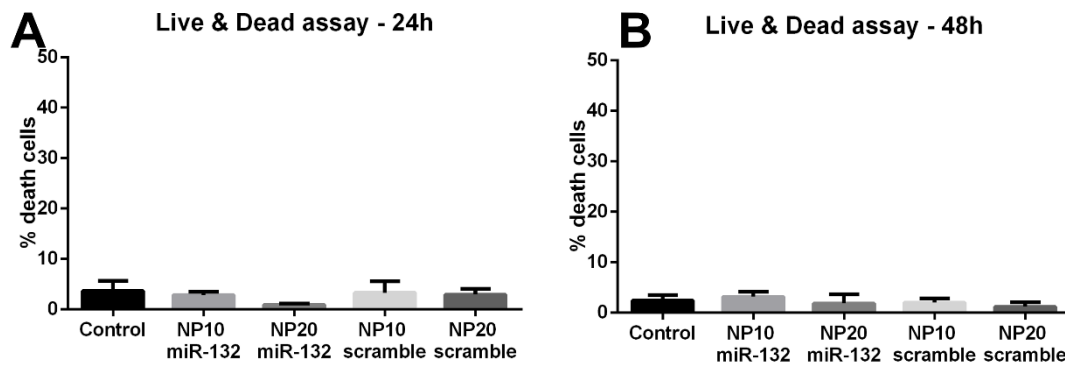 A
Live & Dead assay - 24h
% death cells
50
40
30
20
10
0
Control
NP10
miR-132
NP20
miR-132
NP10
scramble
NP20
scramble
B
Live & Dead assay - 48h
% death cells
50
40
30
20
10
0
Control
NP10
miR-132
NP20
miR-132
NP10
scramble
NP20
scramble